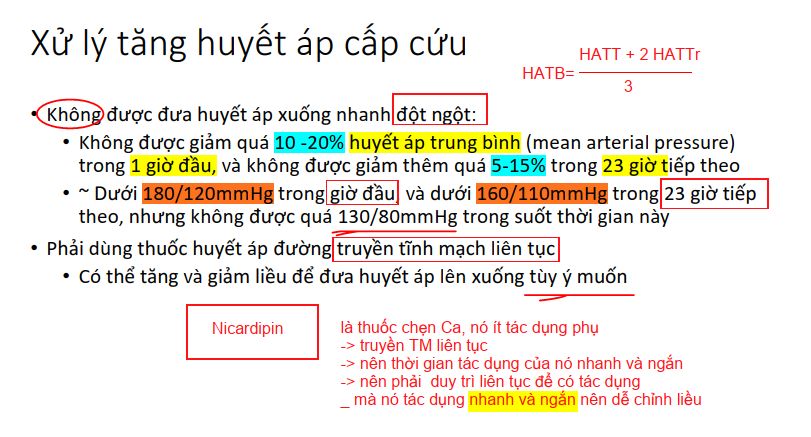 Xử lý tăng huyết áp cấp cứu
HATB= HATT + 2 HATTr
3
• Không được đưa huyết áp xuống nhanh đột ngột:
• Không được giảm quá 10 -20% huyết áp trung bình (mean arterial pressure)
trong 1 giờ đầu, và không được giảm thêm quá 5-15% trong 23 giờ tiếp theo
• ~ Dưới 180/120mmHg trong giờ đầu, và dưới 160/110mmHg trong 23 giờ tiếp
theo, nhưng không được quá 130/80mmHg trong suốt thời gian này
• Phải dùng thuốc huyết áp đường truyền tĩnh mạch liên tục
• Có thể tăng và giảm liều để đưa huyết áp lên xuống tùy ý muốn
Nicardipin
là thuốc chẹn Ca, nó ít tác dụng phụ
-> truyền TM liên tục
-> nên thời gian tác dụng của nó nhanh và ngắn
-> nên phải duy trì liên tục để có tác dụng
_ mà nó tác dụng nhanh và ngắn nên dễ chỉnh liều